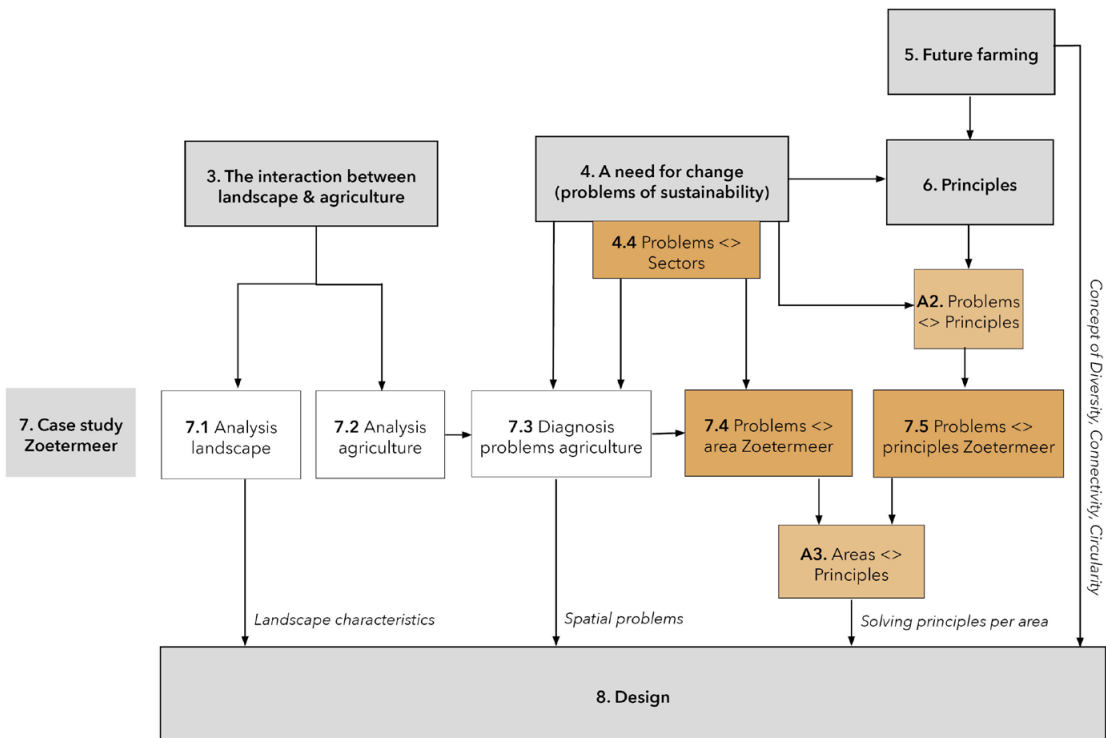 5. Future farming
3. The interaction between
landscape & agriculture
4. A need for change
(problems of sustainability)
6. Principles
4.4 Problems <>
Sectors
A2. Problems
<> Principles
Concept of Diversity, Connectivity, Circularity
7. Case study
Zoetermeer
7.1 Analysis
landscape
7.2 Analysis
agriculture
7.3 Diagnosis
problems agriculture
7.4 Problems <>
area Zoetermeer
7.5 Problems <>
principles Zoetermeer
A3. Areas <>
Principles
Landscape characteristics
Spatial problems
Solving principles per area
8. Design